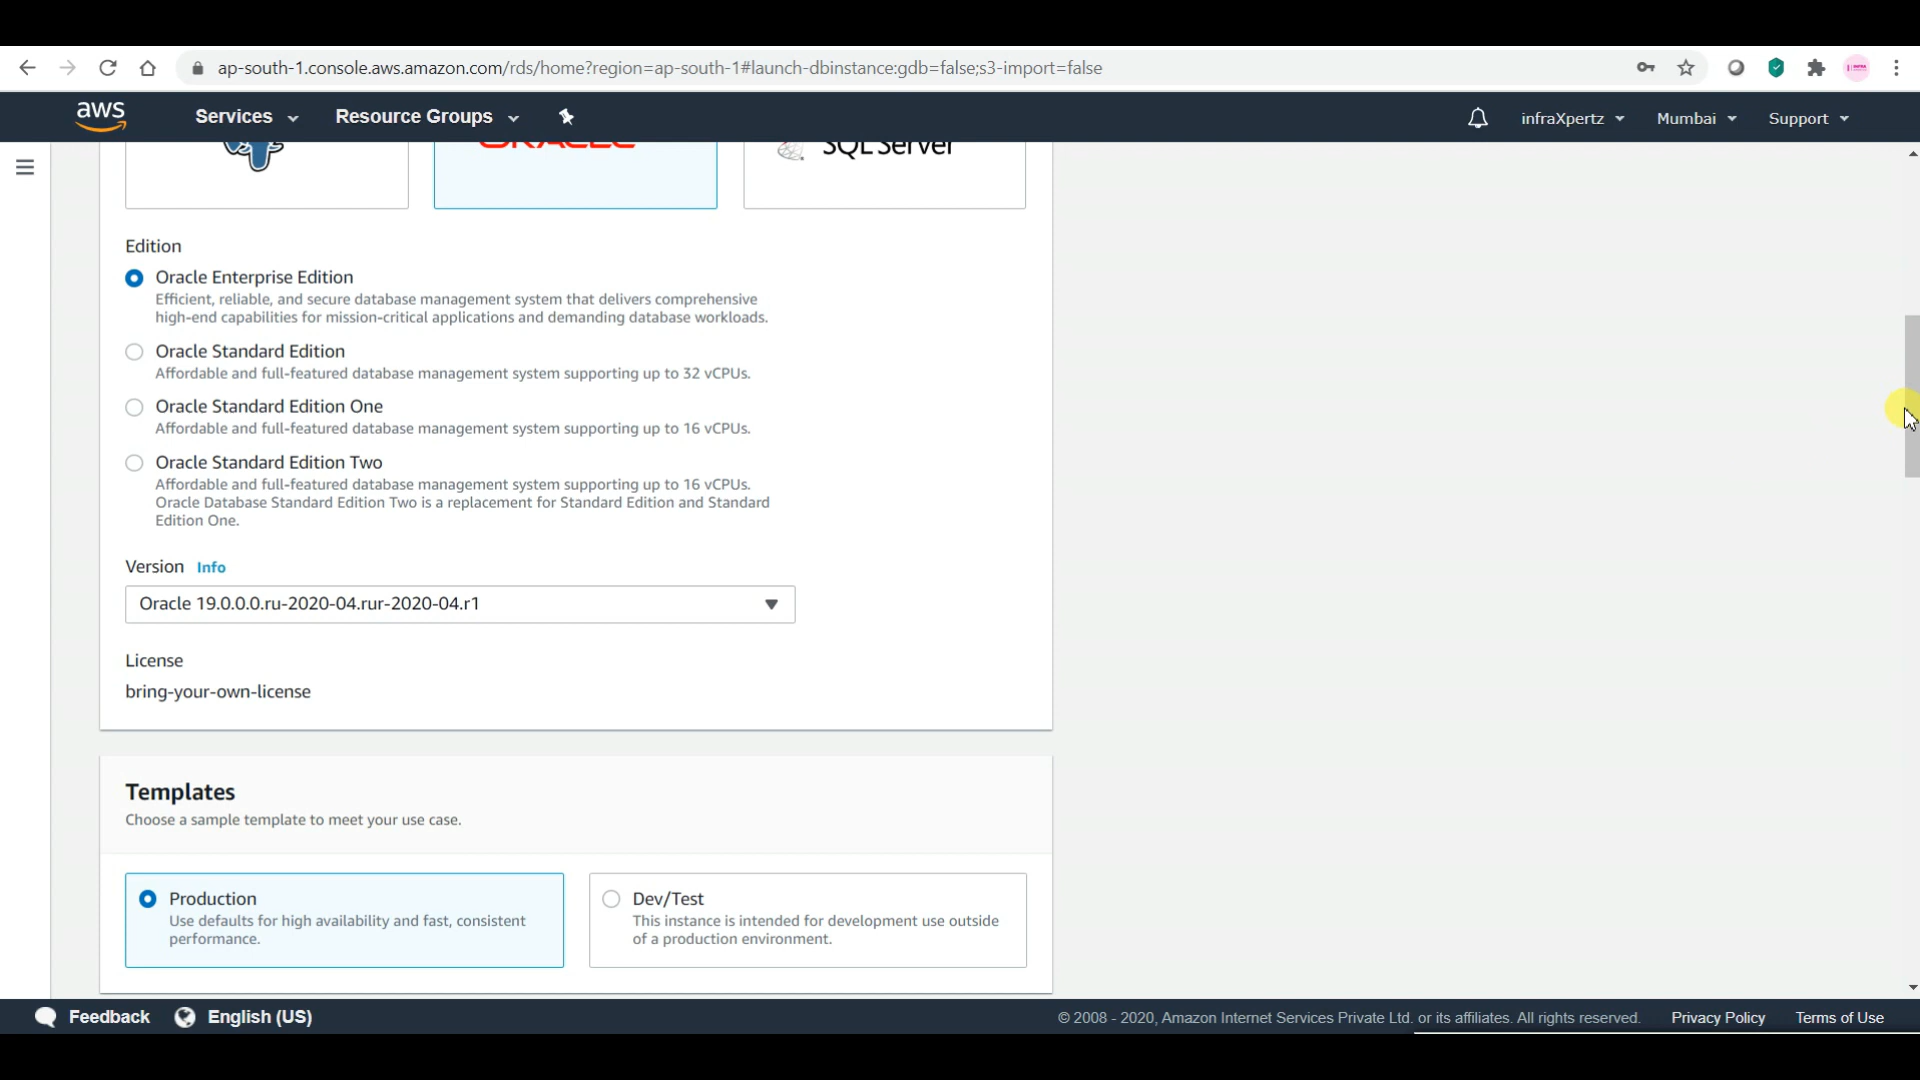 ap-south-1.console.aws.amazon.com/rds/home?region=ap-south-1#launch-dbinstance:gdb=false;s3-import=false
aws Services Resource Groups infraXpertz Mumbai Support
ORACLE SQL Server
Edition
Oracle Enterprise Edition
Efficient, reliable, and secure database management system that delivers comprehensive
high-end capabilities for mission-critical applications and demanding database workloads.
Oracle Standard Edition
Affordable and full-featured database management system supporting up to 32 vCPUs.
Oracle Standard Edition One
Affordable and full-featured database management system supporting up to 16 vCPUs.
Oracle Standard Edition Two
Affordable and full-featured database management system supporting up to 16 vCPUs.
Oracle Database Standard Edition Two is a replacement for Standard Edition and Standard
Edition One.
Version Info
Oracle 19.0.0.0.ru-2020-04.rur-2020-04.r1
License
bring-your-own-license
Templates
Choose a sample template to meet your use case.
Production
Use defaults for high availability and fast, consistent
performance.
Dev/Test
This instance is intended for development use outside
of a production environment.
Feedback English (US) © 2008 - 2020, Amazon Internet Services Private Ltd. or its affiliates. All rights reserved. Privacy Policy Terms of Use